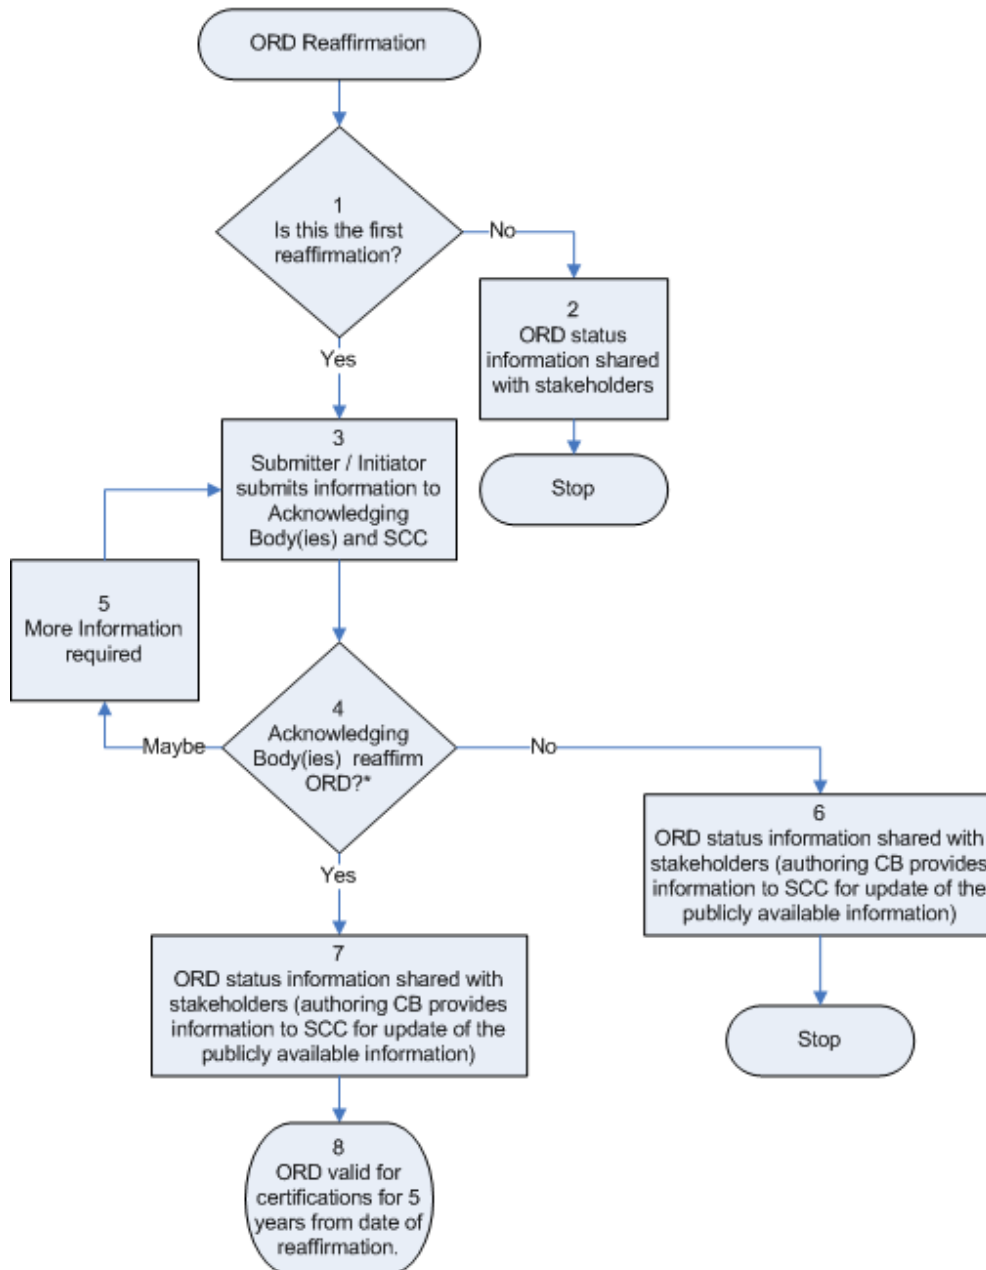 ORD Reaffirmation
1
Is this the first
reaffirmation?
No
2
ORD status
information shared
with stakeholders
Yes
3
Submitter / Initiator
submits information to
Acknowledging
Body(ies) and SCC
Stop
5
More Information
required
4
Acknowledging
Body(ies) reaffirm
ORD?*
Maybe
No
6
ORD status information shared with
stakeholders (authoring CB provides
information to SCC for update of the
publicly available information)
Yes
7
ORD status information shared with
stakeholders (authoring CB provides
information to SCC for update of the
publicly available information)
Stop
8
ORD valid for
certifications for 5
years from date of
reaffirmation.